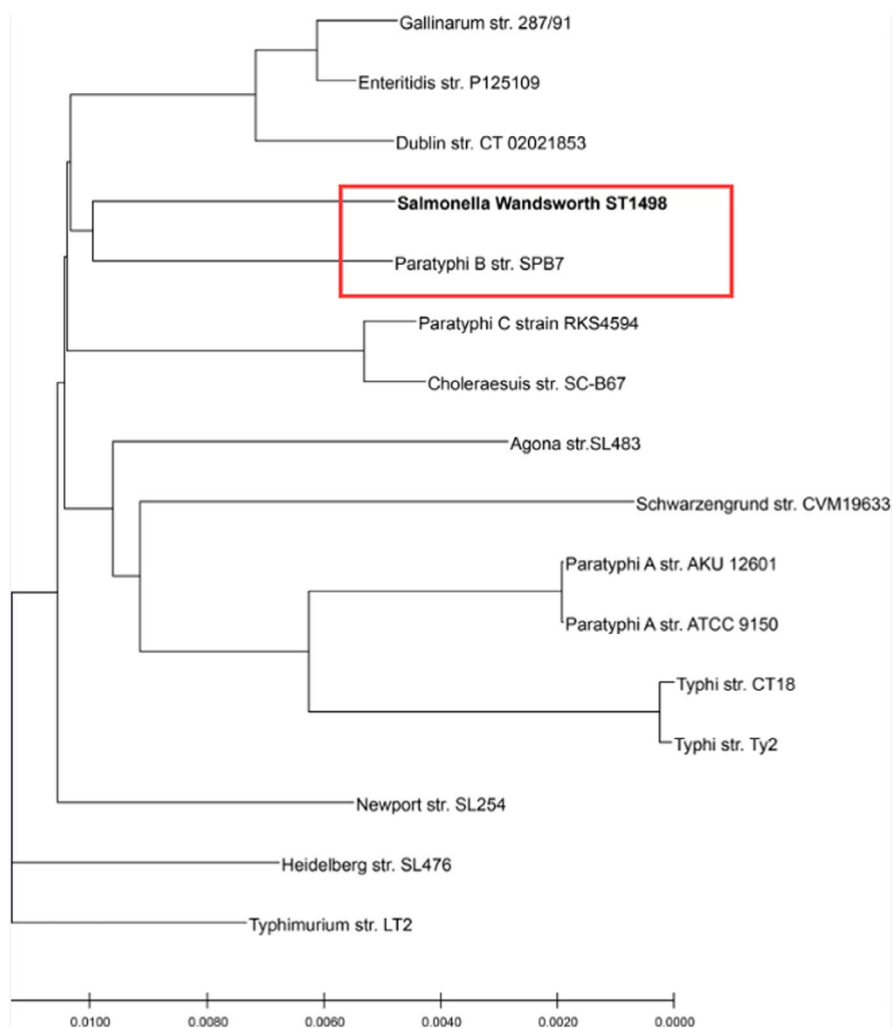 Gallinarum str. 287/91
Enteritidis str. P125109
Dublin str. CT 02021853
Salmonella Wandsworth ST1498
Paratyphi B str. SPB7
Paratyphi C strain RKS4594
Choleraesuis str. SC-B67
Agona str.SL483
Schwarzengrund str. CVM19633
Paratyphi A str. AKU 12601
Paratyphi A str. ATCC 9150
Typhi str. CT18
Typhi str. Ty2
Newport str. SL254
Heidelberg str. SL476
Typhimurium str. LT2
0.0100 0.0080 0.0060 0.0040 0.0020 0.0000